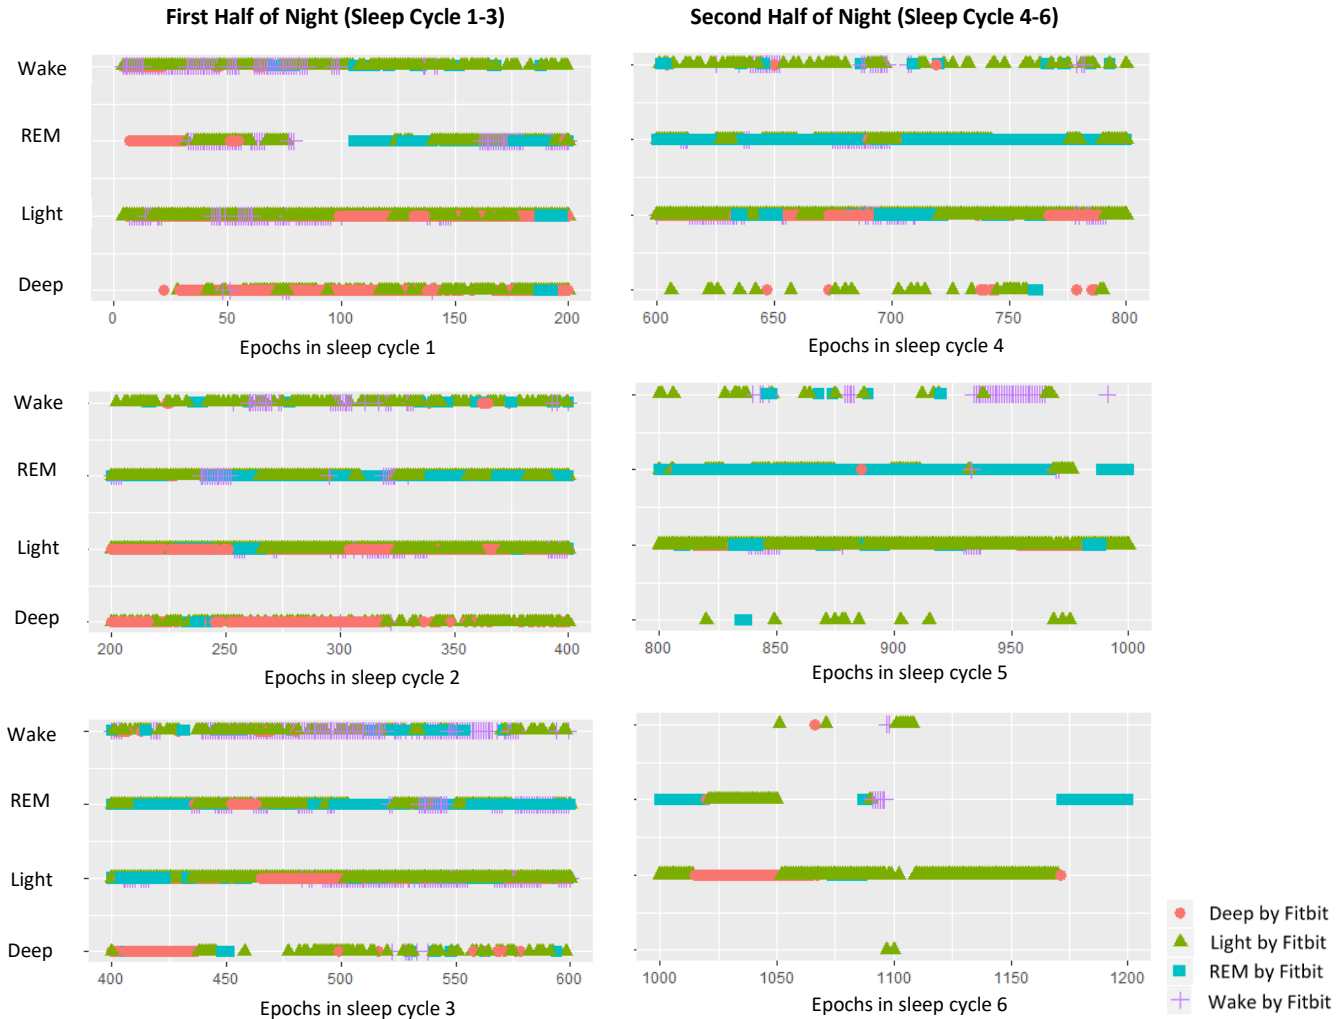 First Half of Night (Sleep Cycle 1-3)
Second Half of Night (Sleep Cycle 4-6)
Wake
REM
Light
Deep
0 50 100 150 200
Epochs in sleep cycle 1
600 650 700 750 800
Epochs in sleep cycle 4
Wake
REM
Light
Deep
200 250 300 350 400
Epochs in sleep cycle 2
800 850 900 950 1000
Epochs in sleep cycle 5
Wake
REM
Light
Deep
400 450 500 550 600
Epochs in sleep cycle 3
1000 1050 1100 1150 1200
Epochs in sleep cycle 6
Deep by Fitbit
Light by Fitbit
REM by Fitbit
Wake by Fitbit